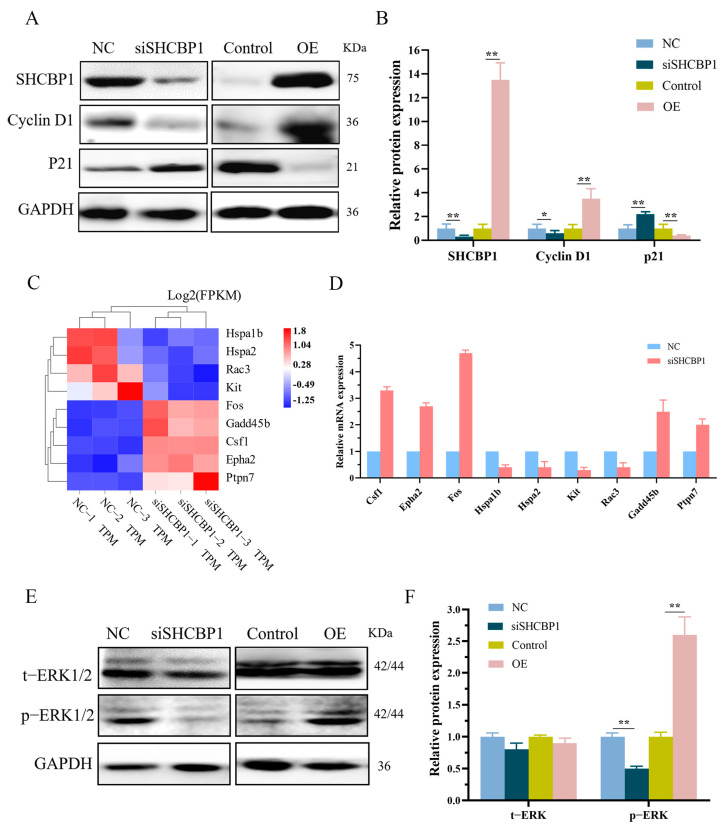 A
NC siSHCBP1 Control OE KDa
SHCBP1 75
Cyclin D1 36
P21 21
GAPDH 36
B
Relative protein expression
16
14
12
10
8
6
4
2
0
NC
siSHCBP1
Control
OE
** ** * ** ** **
SHCBP1 Cyclin D1 p21
C
Log2(FPKM)
Hspa1b
Hspa2
Rac3
Kit
Fos
Gadd45b
Csf1
Epha2
Ptpn7
1.8
1.04
0.28
-0.49
-1.25
NC-1 TPM
NC-2 TPM
NC-3 TPM
siSHCBP1-1 TPM
siSHCBP1-2 TPM
siSHCBP1-3 TPM
D
Relative mRNA expression
5
4
3
2
1
0
NC
siSHCBP1
Csf1 Epha2 Fos Hspa1b Hspa2 Kit Rac3 Gadd45b Ptpn7
E
NC siSHCBP1 Control OE KDa
t-ERK1/2 42/44
p-ERK1/2 42/44
GAPDH 36
F
Relative protein expression
3.0
2.5
2.0
1.5
1.0
0.5
0.0
NC
siSHCBP1
Control
OE
** **
t-ERK p-ERK